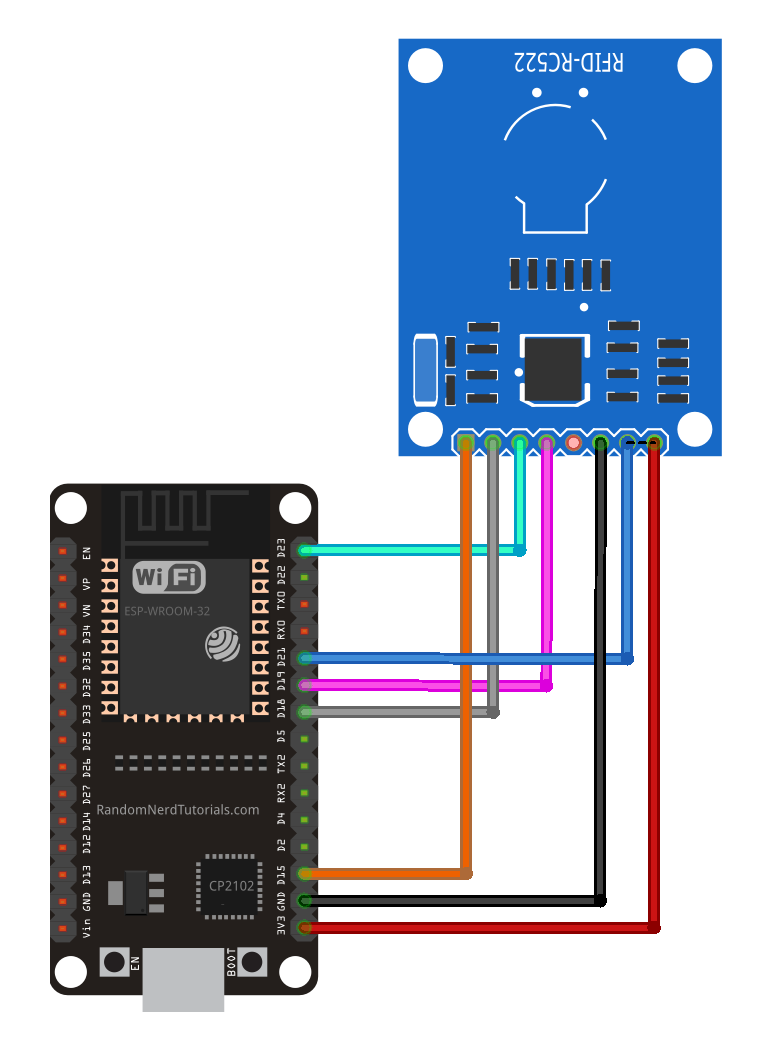 RFID-RC522
WiFi
ESP-WROOM-32
EN
VP
VN
D34
D35
D32
D33
D25
D26
D27
D14
D12
D13
GND
Vin
D23
D22
TX0
RX0
D21
D19
D18
D5
TX2
RX2
D4
D2
D15
GND
3V3
RandomNerdTutorials.com
CP2102
EN
BOOT